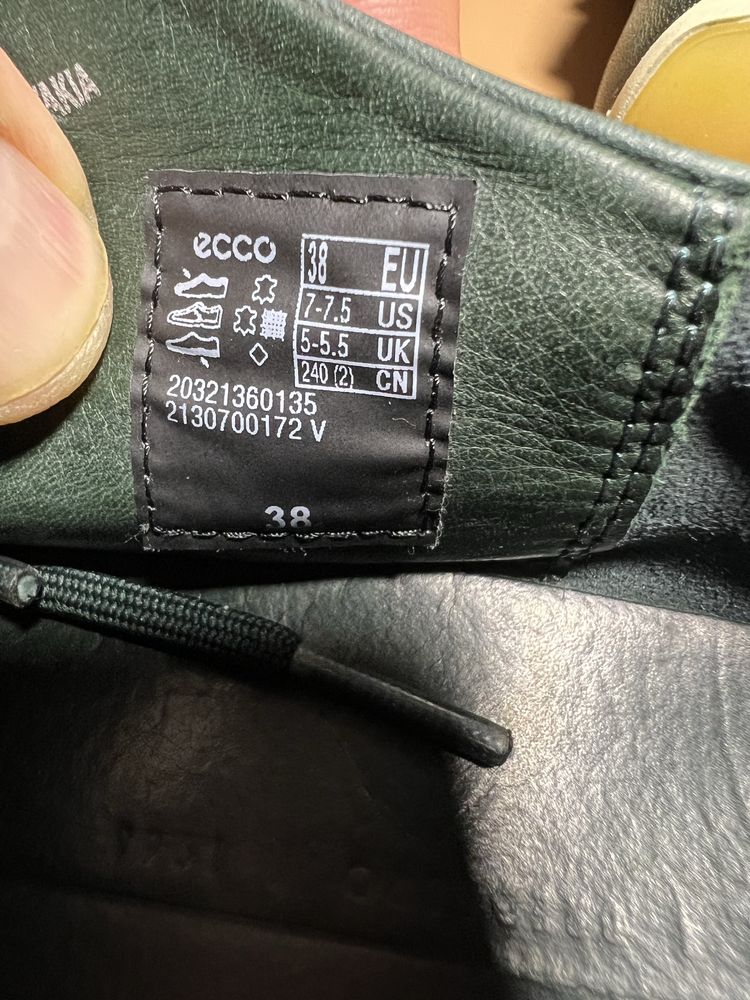 ecco
38 EU
7-7.5 US
5-5.5 UK
240 (2) CN
20321360135
2130700172 V
38